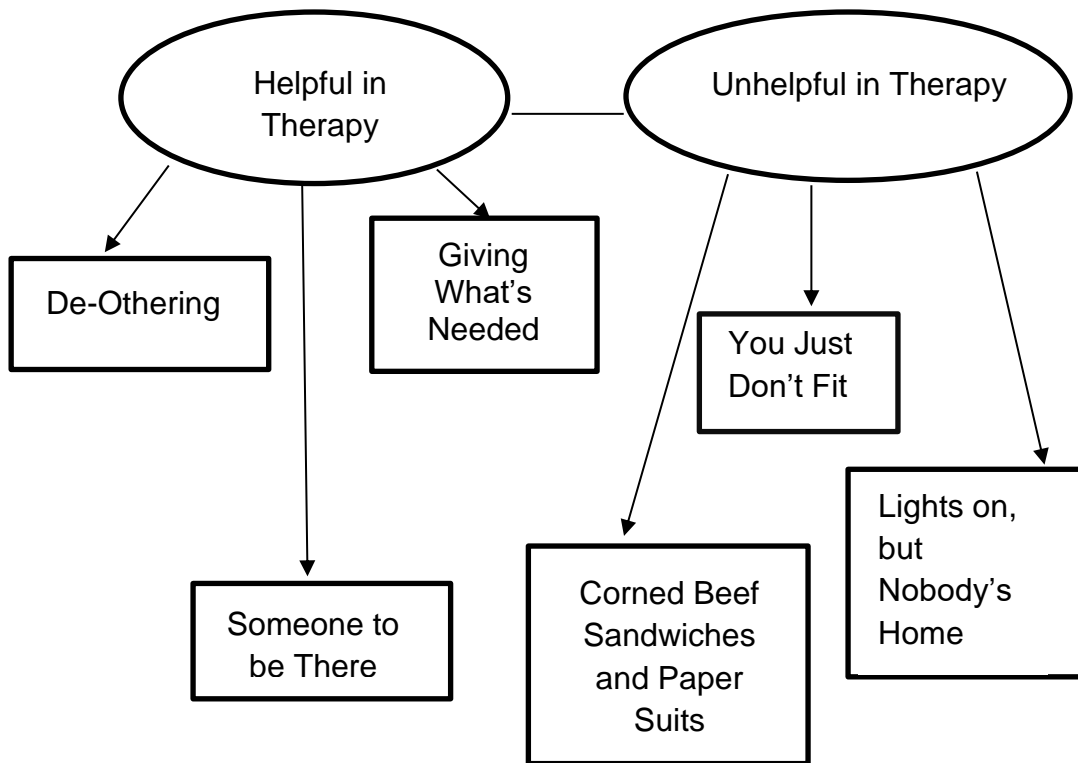 Helpful in
Therapy
Unhelpful in Therapy
De-Othering
Giving
What’s
Needed
You Just
Don’t Fit
Someone to
be There
Corned Beef
Sandwiches
and Paper
Suits
Lights on,
but
Nobody’s
Home